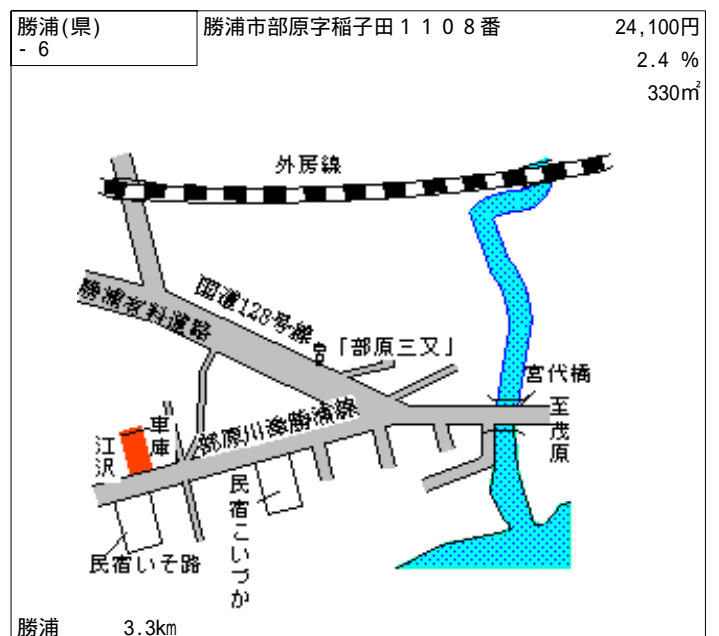 勝浦(県)
- 6
勝浦市部原字稲子田１１０８番
24,100円
2.4 %
330㎡
外房線
国道128号線
勝浦有料道路
「部原三又」
宮代橋
至茂原
部原川湊勝浦線
車庫
江沢
民宿こいづか
民宿いそ路
勝浦
3.3km